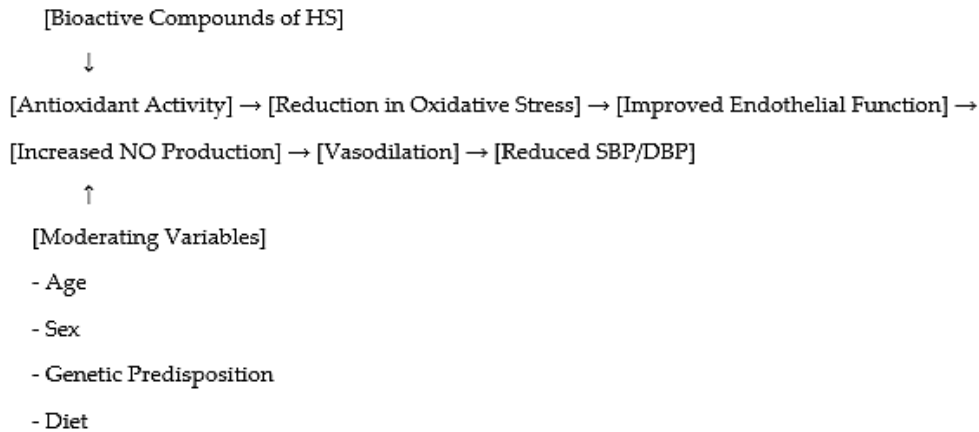 [Bioactive Compounds of HS]
↓
[Antioxidant Activity] → [Reduction in Oxidative Stress] → [Improved Endothelial Function] →
[Increased NO Production] → [Vasodilation] → [Reduced SBP/DBP]
↑
[Moderating Variables]
- Age
- Sex
- Genetic Predisposition
- Diet